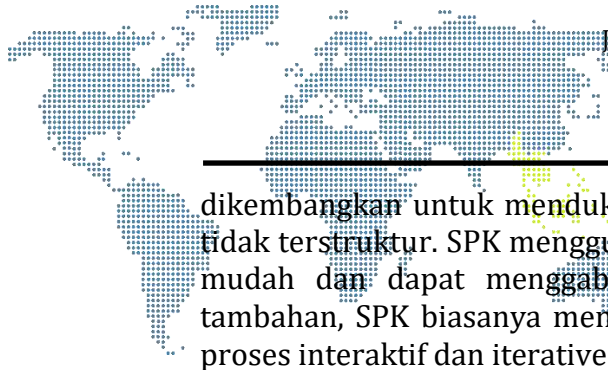 dikembangkan untuk
tidak terstruktur. SPK
mudah dan dapat
tambahan, SPK biasanya
proses interaktif dan iterative